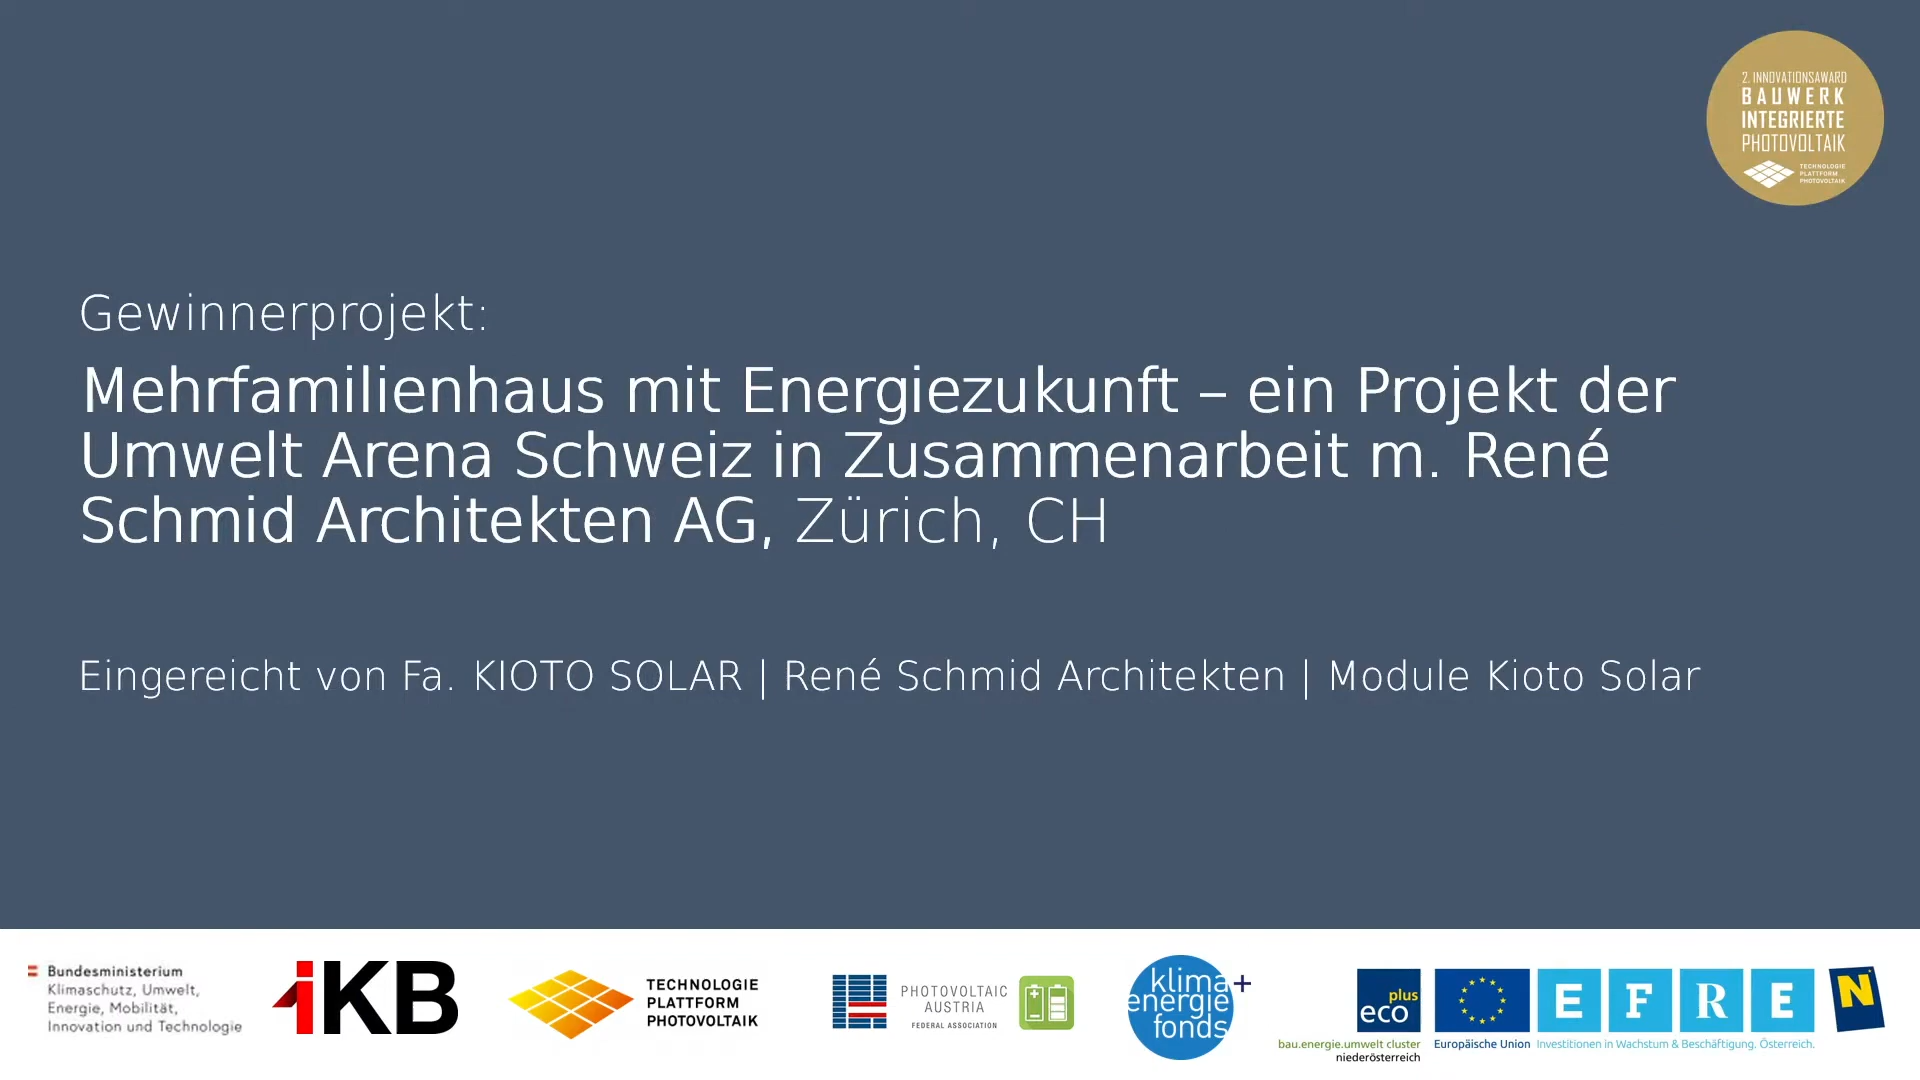 2. INNOVATIONSAWARD
BAUWERK
INTEGRIERTE
PHOTOVOLTAIK
TECHNOLOGIE
PLATTFORM
PHOTOVOLTAIK
Gewinnerprojekt:
Mehrfamilienhaus mit Energiezukunft – ein Projekt der
Umwelt Arena Schweiz in Zusammenarbeit m. René
Schmid Architekten AG, Zürich, CH
Eingereicht von Fa. KIOTO SOLAR | René Schmid Architekten | Module Kioto Solar
Bundesministerium
Klimaschutz, Umwelt,
Energie, Mobilität,
Innovation und Technologie
iKB
TECHNOLOGIE
PLATTFORM
PHOTOVOLTAIK
PHOTOVOLTAIC
AUSTRIA
FEDERAL ASSOCIATION
klima+
energie
fonds
plus
eco
bau.energie.umwelt cluster
niederösterreich
Europäische Union
EFRE
Investitionen in Wachstum & Beschäftigung. Österreich.
N